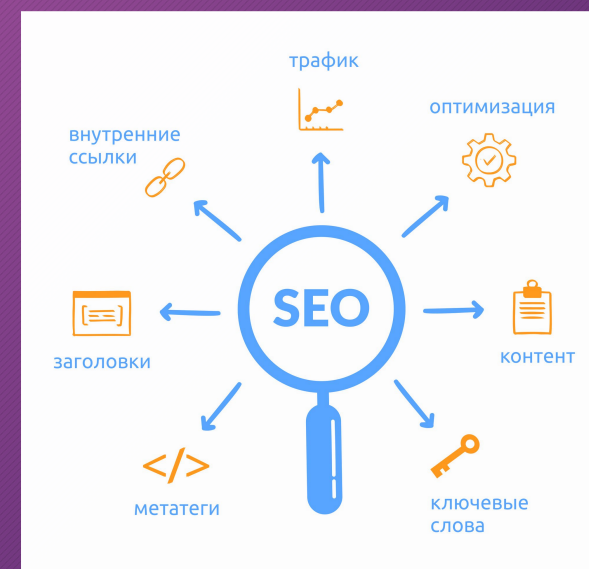 трафик
оптимизация
внутренние
ссылки
SEO
заголовки
контент
метатеги
ключевые
слова